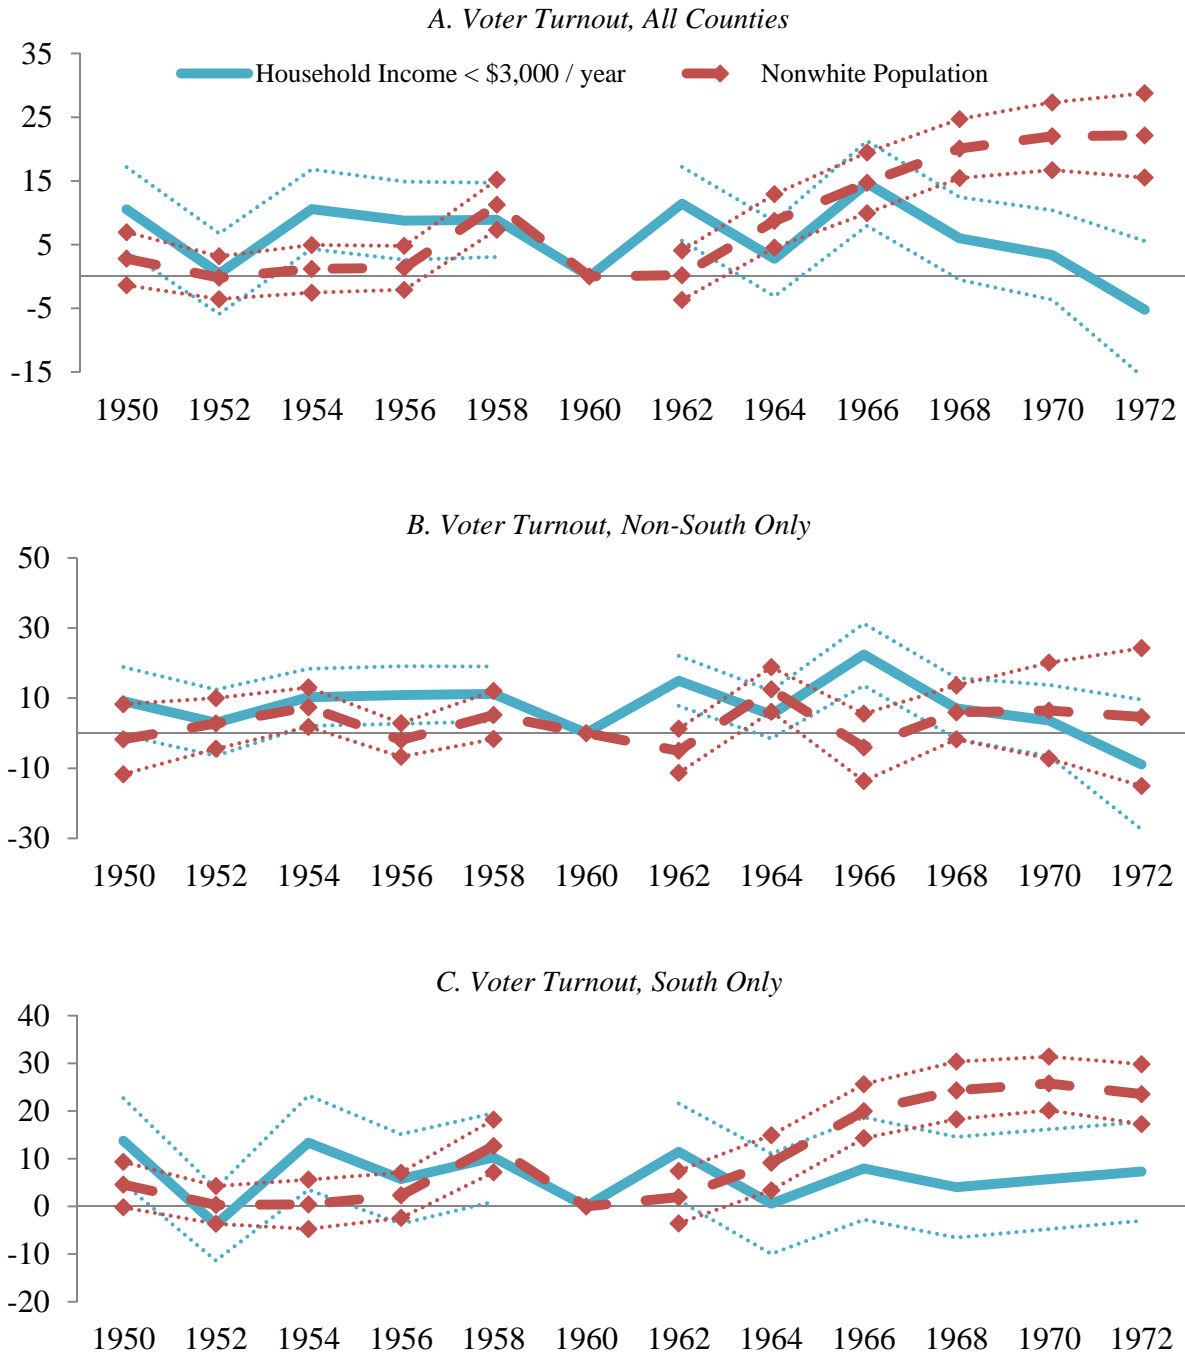 A. Voter Turnout, All Counties
35
Household Income < $3,000 / year
Nonwhite Population
25
15
5
-5
-15
1950 1952 1954 1956 1958 1960 1962 1964 1966 1968 1970 1972
B. Voter Turnout, Non-South Only
50
30
10
-10
-30
1950 1952 1954 1956 1958 1960 1962 1964 1966 1968 1970 1972
C. Voter Turnout, South Only
40
30
20
10
0
-10
-20
1950 1952 1954 1956 1958 1960 1962 1964 1966 1968 1970 1972